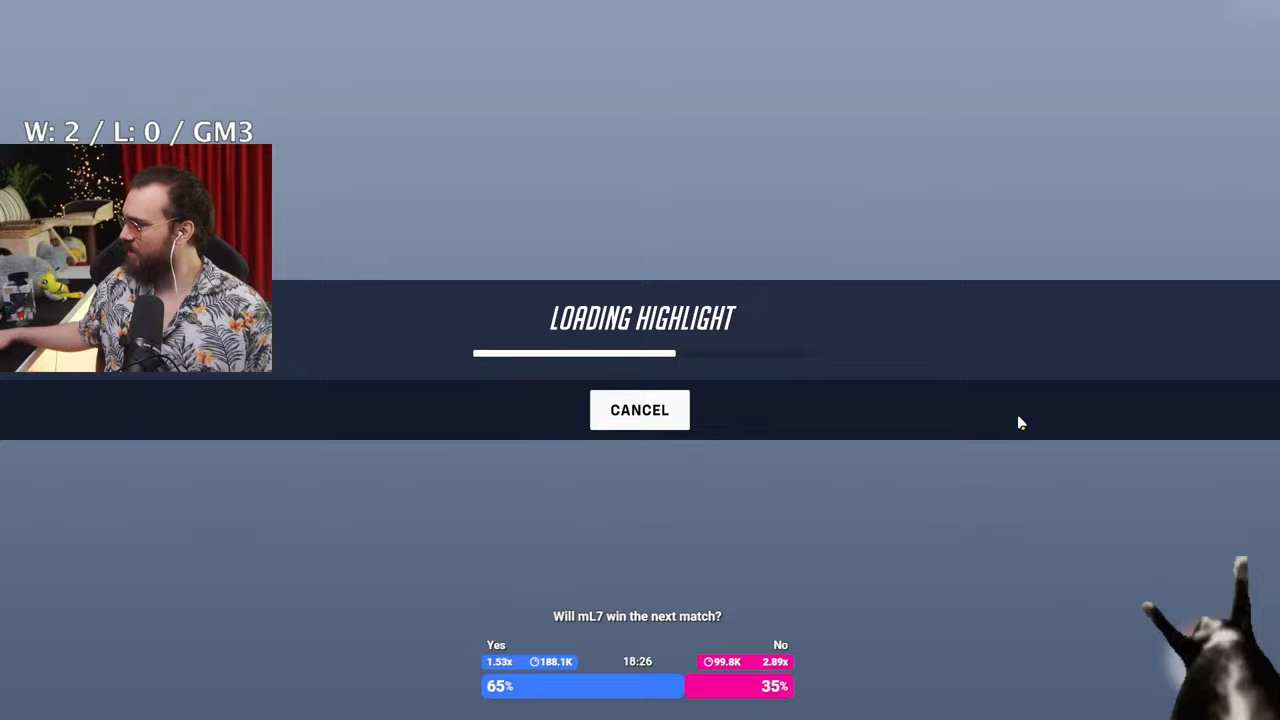 W: 2 / L: 0 / GM3
LOADING HIGHLIGHT
CANCEL
Will mL7 win the next match?
Yes No
1.53x 188.1K 18:26 99.8K 2.89x
65% 35%